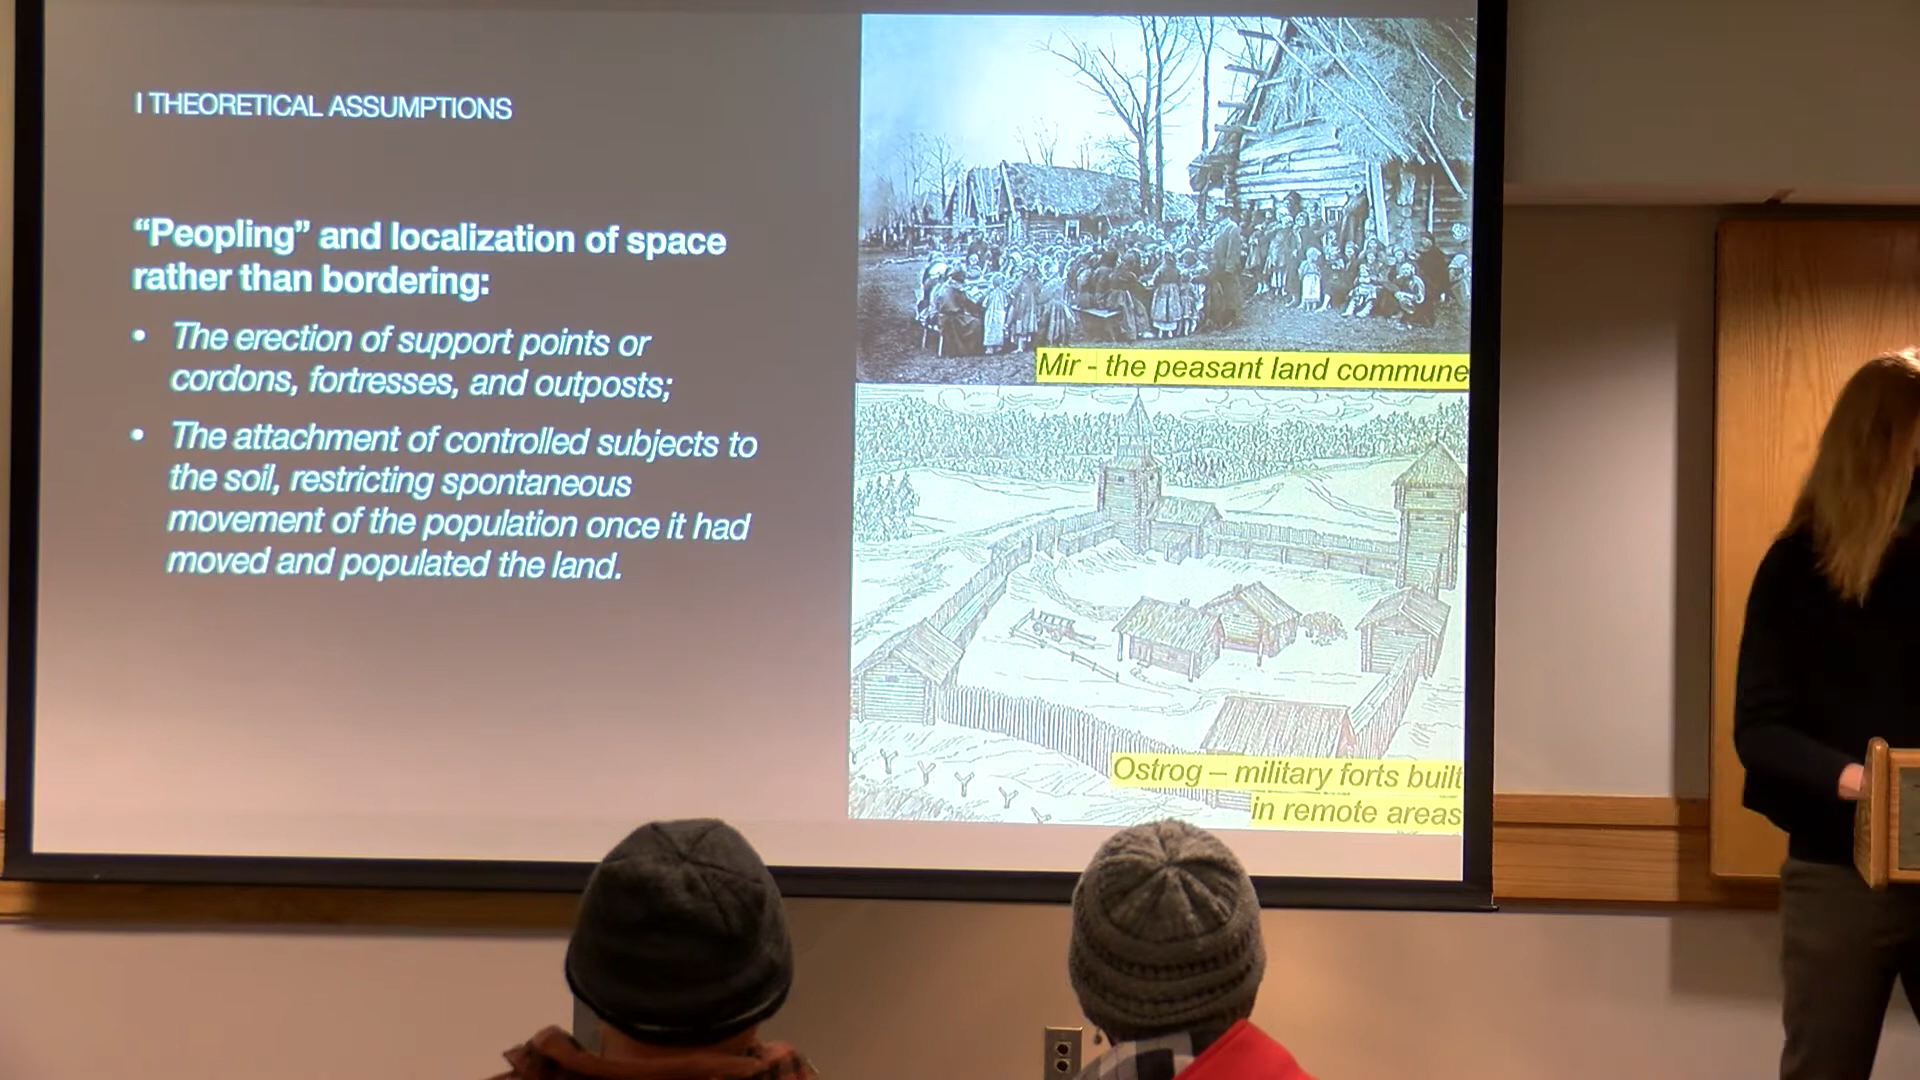 I THEORETICAL ASSUMPTIONS
“Peopling” and localization of space
rather than bordering:
• The erection of support points or
cordons, fortresses, and outposts;
• The attachment of controlled subjects to
the soil, restricting spontaneous
movement of the population once it had
moved and populated the land.
Mir - the peasant land commune
Ostrog – military forts built
in remote areas